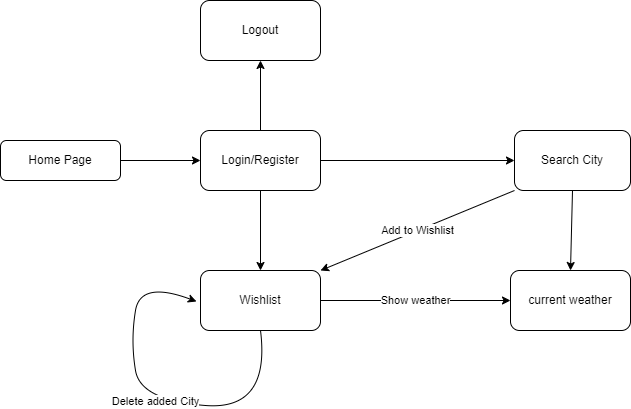 Logout
Home Page
Login/Register
Search City
Add to Wishlist
Wishlist
Show weather
current weather
Delete added City